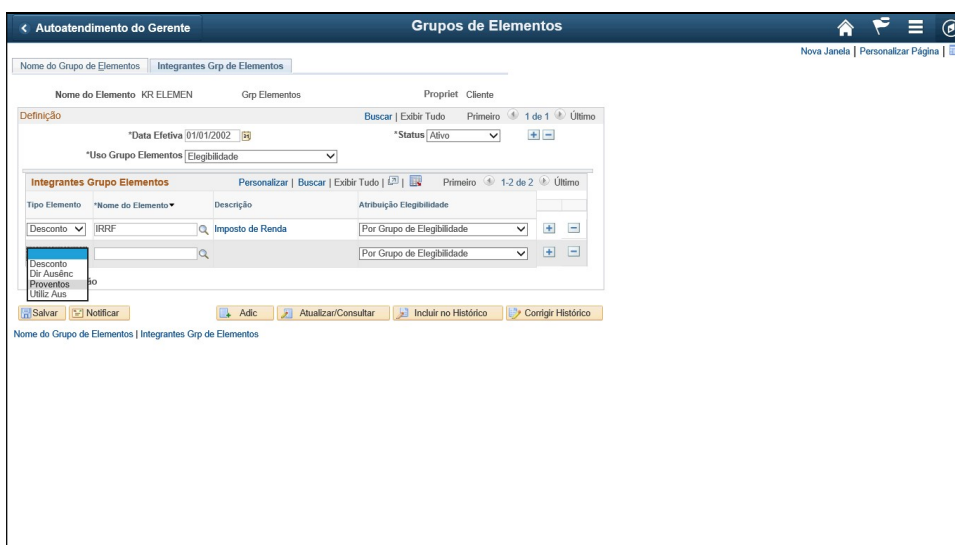 Autoatendimento do Gerente
Grupos de Elementos
Nova Janela | Personalizar Página |
Nome do Grupo de Elementos
Integrantes Grp de Elementos
Nome do Elemento KR ELEMEN Grp Elementos Propriet Cliente
Definição Buscar | Exibir Tudo Primeiro 1 de 1 Último
*Data Efetiva 01/01/2002 *Status Ativo
*Uso Grupo Elementos Elegibilidade
Integrantes Grupo Elementos Personalizar | Buscar | Exibir Tudo | Primeiro 1-2 de 2 Último
Tipo Elemento *Nome do Elemento Descrição Atribuição Elegibilidade
Desconto IRRF Imposto de Renda Por Grupo de Elegibilidade
Por Grupo de Elegibilidade
Desconto
Dir Ausênc
Proventos
Utiliz Aus
Salvar Notificar Adic Atualizar/Consultar Incluir no Histórico Corrigir Histórico
Nome do Grupo de Elementos | Integrantes Grp de Elementos